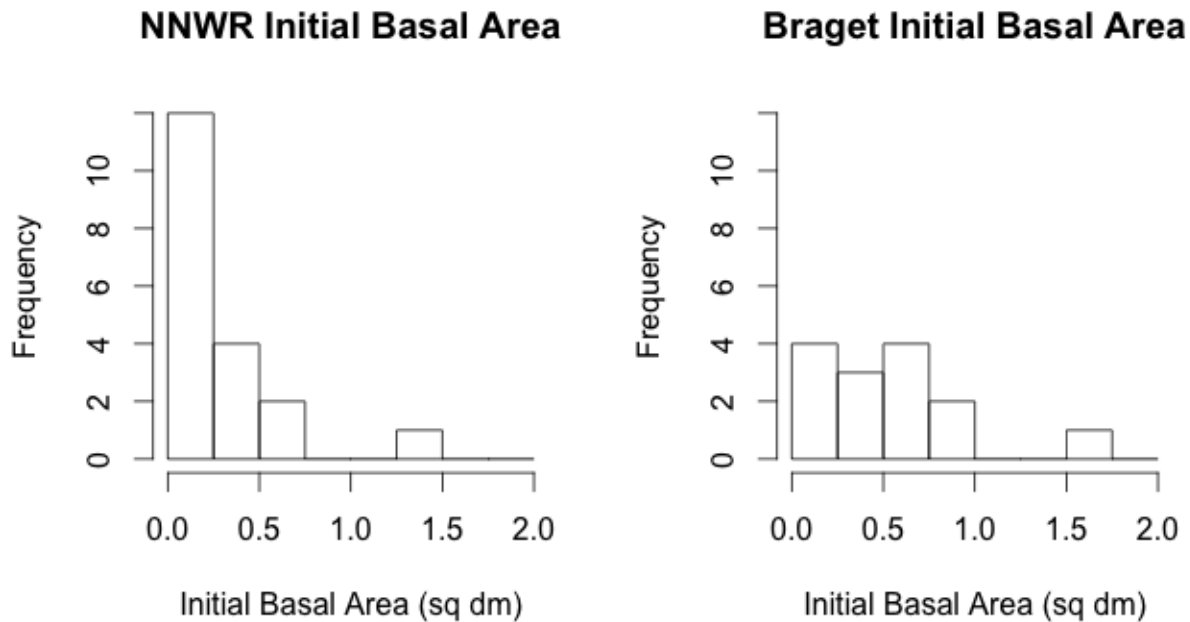 NNWR Initial Basal Area
Frequency
0 2 4 6 8 10
0.0 0.5 1.0 1.5 2.0
Initial Basal Area (sq dm)
Braget Initial Basal Area
Frequency
0 2 4 6 8 10
0.0 0.5 1.0 1.5 2.0
Initial Basal Area (sq dm)